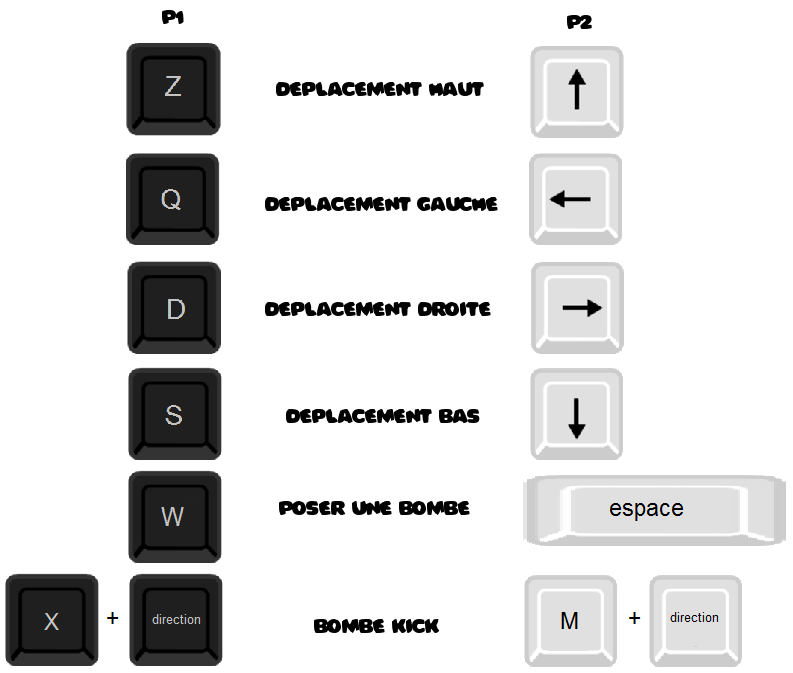 P1 P2
Z DEPLACEMENT HAUT ↑
Q DEPLACEMENT GAUCHE ←
D DEPLACEMENT DROITE →
S DEPLACEMENT BAS ↓
W POSER UNE BOMBE espace
X + direction BOMBE KICK M + direction